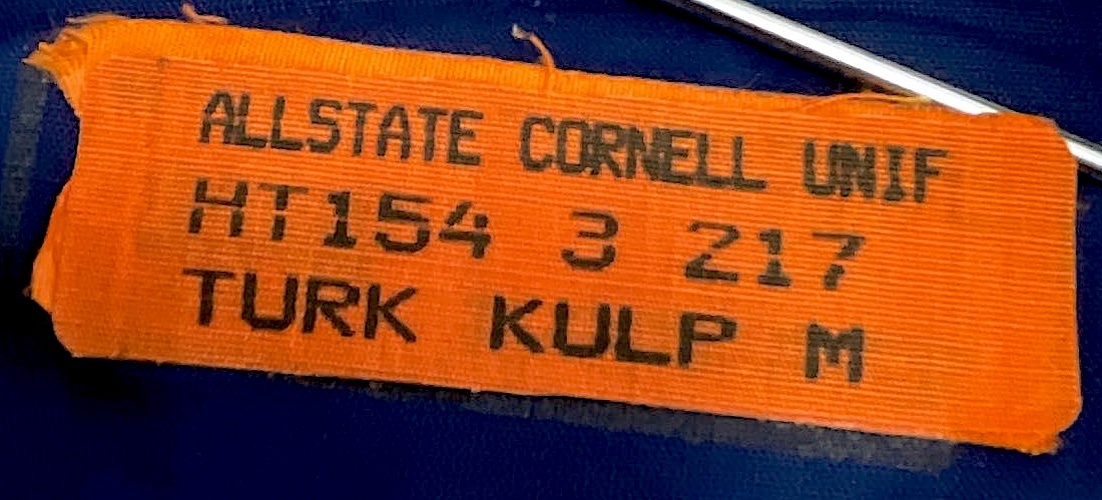 ALLSTATE CORNELL UNIF
HT154 3 217
TURK KULP M